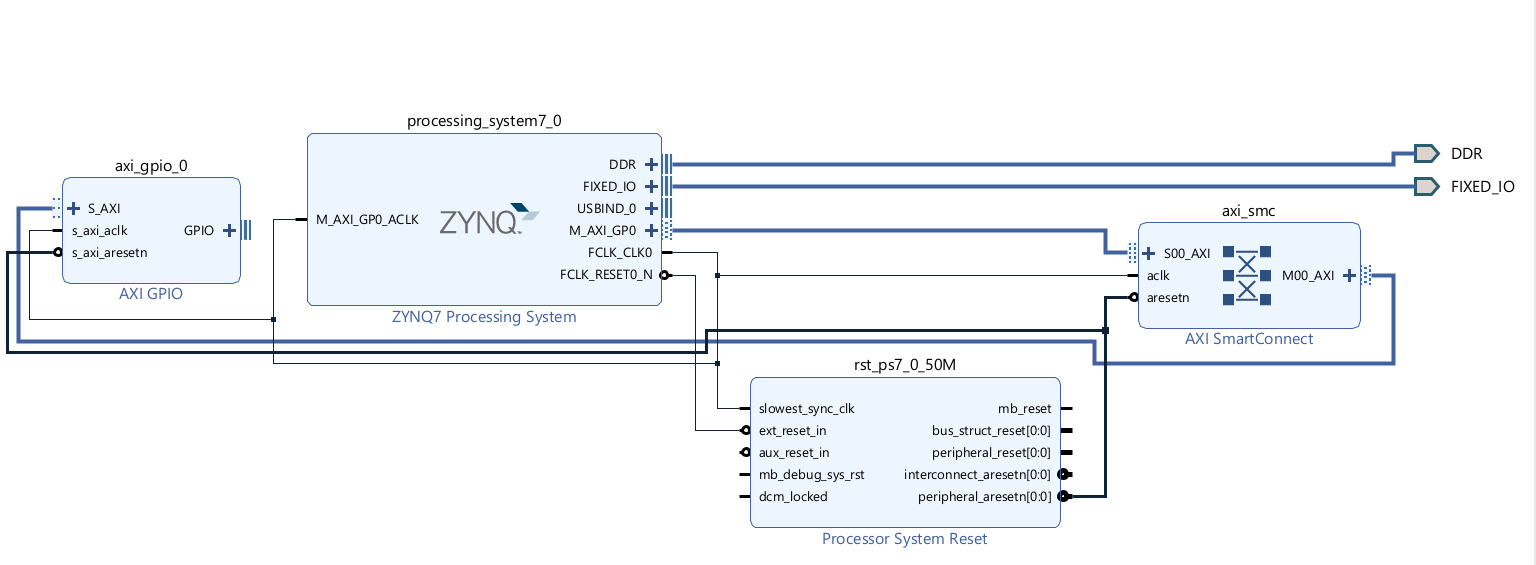 processing_system7_0
DDR
FIXED_IO
USBIND_0
M_AXI_GP0
FCLK_CLK0
FCLK_RESET0_N
M_AXI_GP0_ACLK
ZYNQ
ZYNQ7 Processing System
axi_gpio_0
S_AXI
s_axi_aclk
s_axi_aresetn
GPIO
AXI GPIO
DDR
FIXED_IO
axi_smc
S00_AXI
aclk
aresetn
M00_AXI
AXI SmartConnect
rst_ps7_0_50M
slowest_sync_clk
ext_reset_in
aux_reset_in
mb_debug_sys_rst
dcm_locked
mb_reset
bus_struct_reset[0:0]
peripheral_reset[0:0]
interconnect_aresetn[0:0]
peripheral_aresetn[0:0]
Processor System Reset